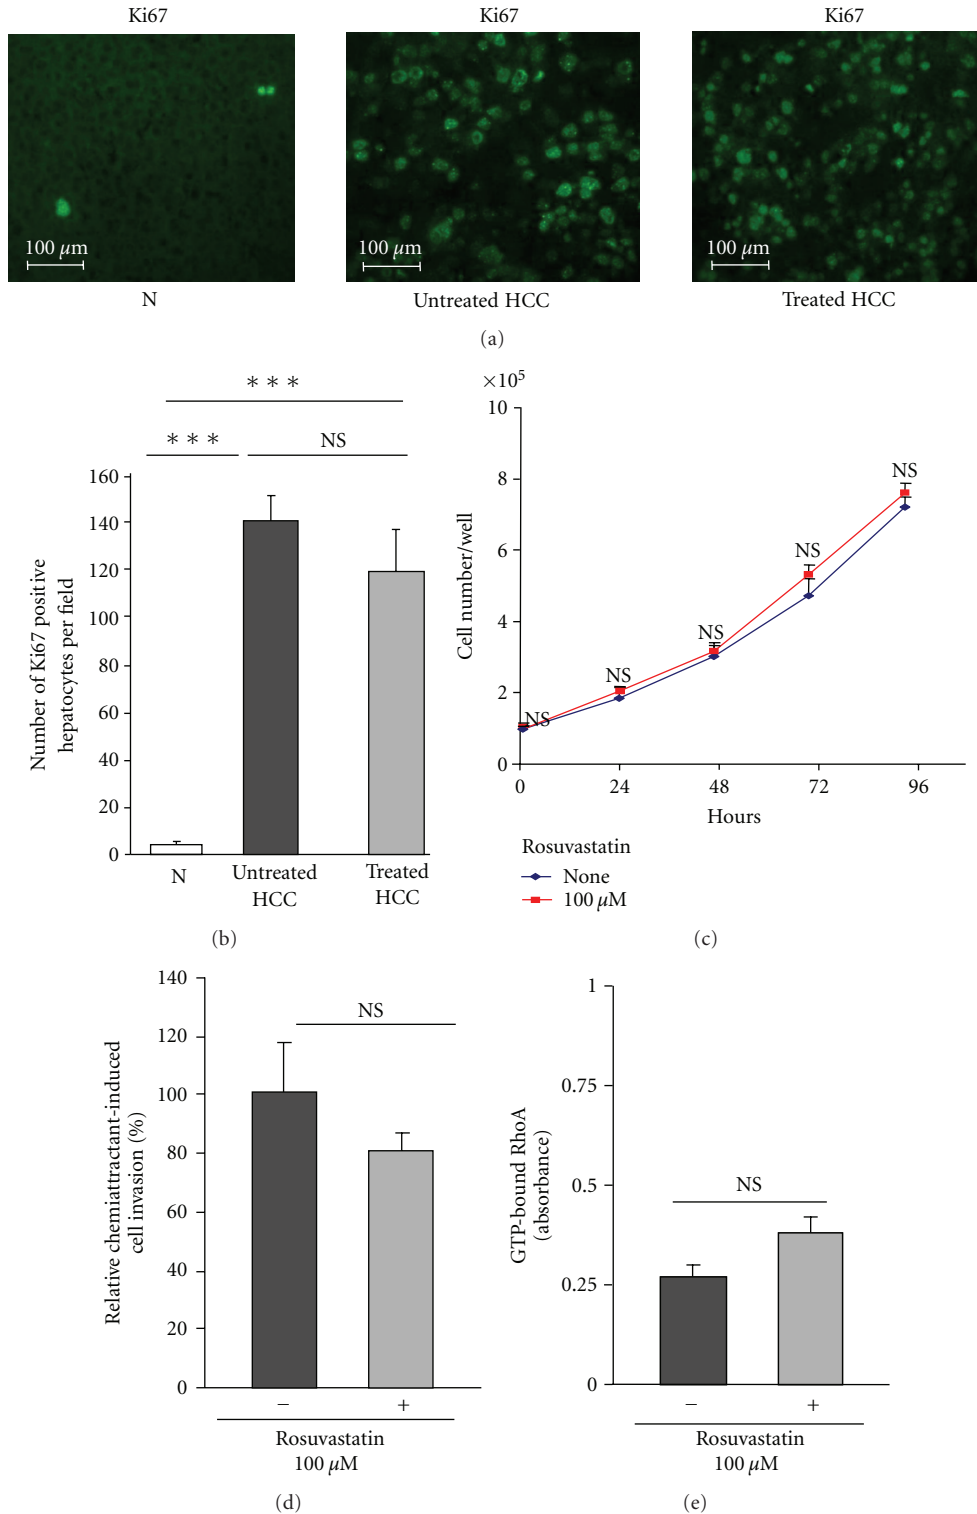 Ki67
Ki67
Ki67
100 µm
100 µm
100 µm
N
Untreated HCC
Treated HCC
(a)
∗∗∗
∗∗∗
NS
Number of Ki67 positive
hepatocytes per field
160
140
120
100
80
60
40
20
0
N
Untreated
HCC
Treated
HCC
(b)
×10⁵
Cell number/well
10
8
6
4
2
0
NS
NS
NS
NS
NS
0
24
48
72
96
Hours
Rosuvastatin
None
100 µM
(c)
Relative chemiattractant-induced
cell invasion (%)
140
120
100
80
60
40
20
0
NS
−
+
Rosuvastatin
100 µM
(d)
GTP-bound RhoA
(absorbance)
1
0.75
0.5
0.25
0
NS
−
+
Rosuvastatin
100 µM
(e)